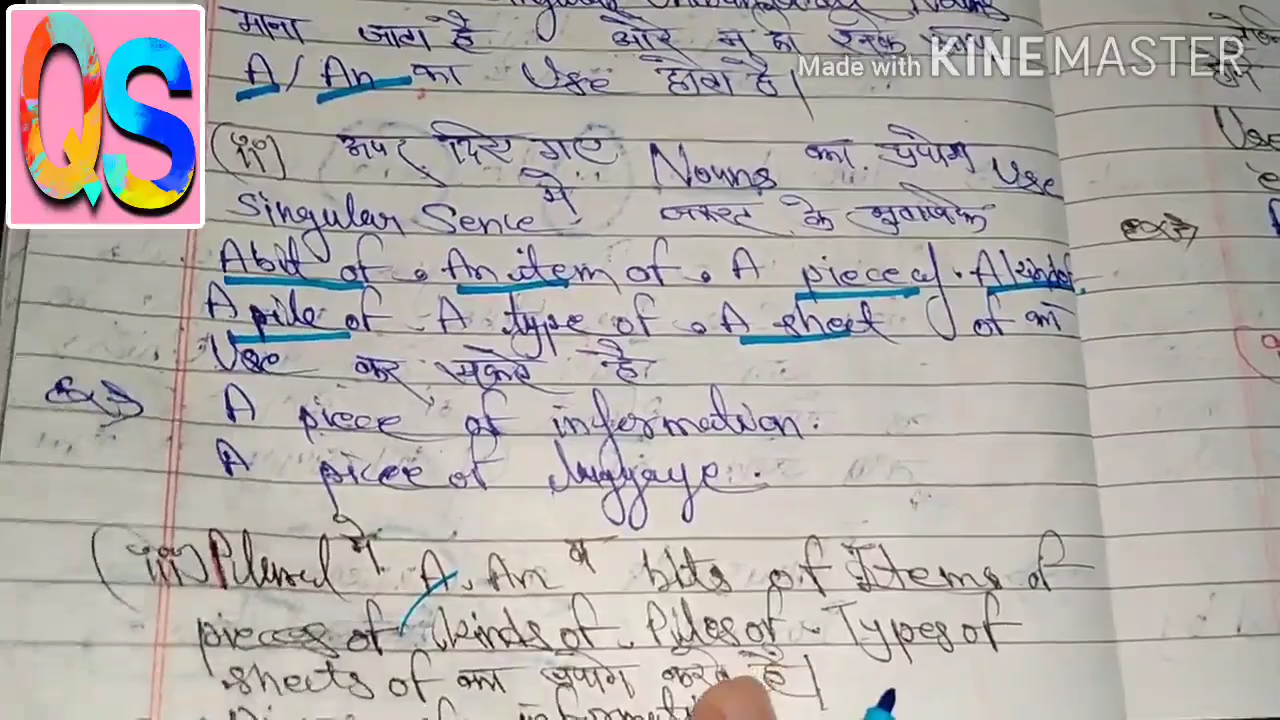 QS
Made with KINEMASTER
माना जाता है और न ही इनके
A/An का Use होता है।
(ii) ऊपर दिए गए Nouns का प्रयोग Use
Singular Sence में जरूरत के मुताबिक
A bit of . An item of . A piece of . A kind of
A pile of . A type of . A sheet of का
Use कर सकते है।
A piece of information.
A picee of luggage.
(iii) Plural में A, An व bits of Items of
pieces of kinds of . Piles of . Types of
sheets of का प्रयोग करते है।
Use